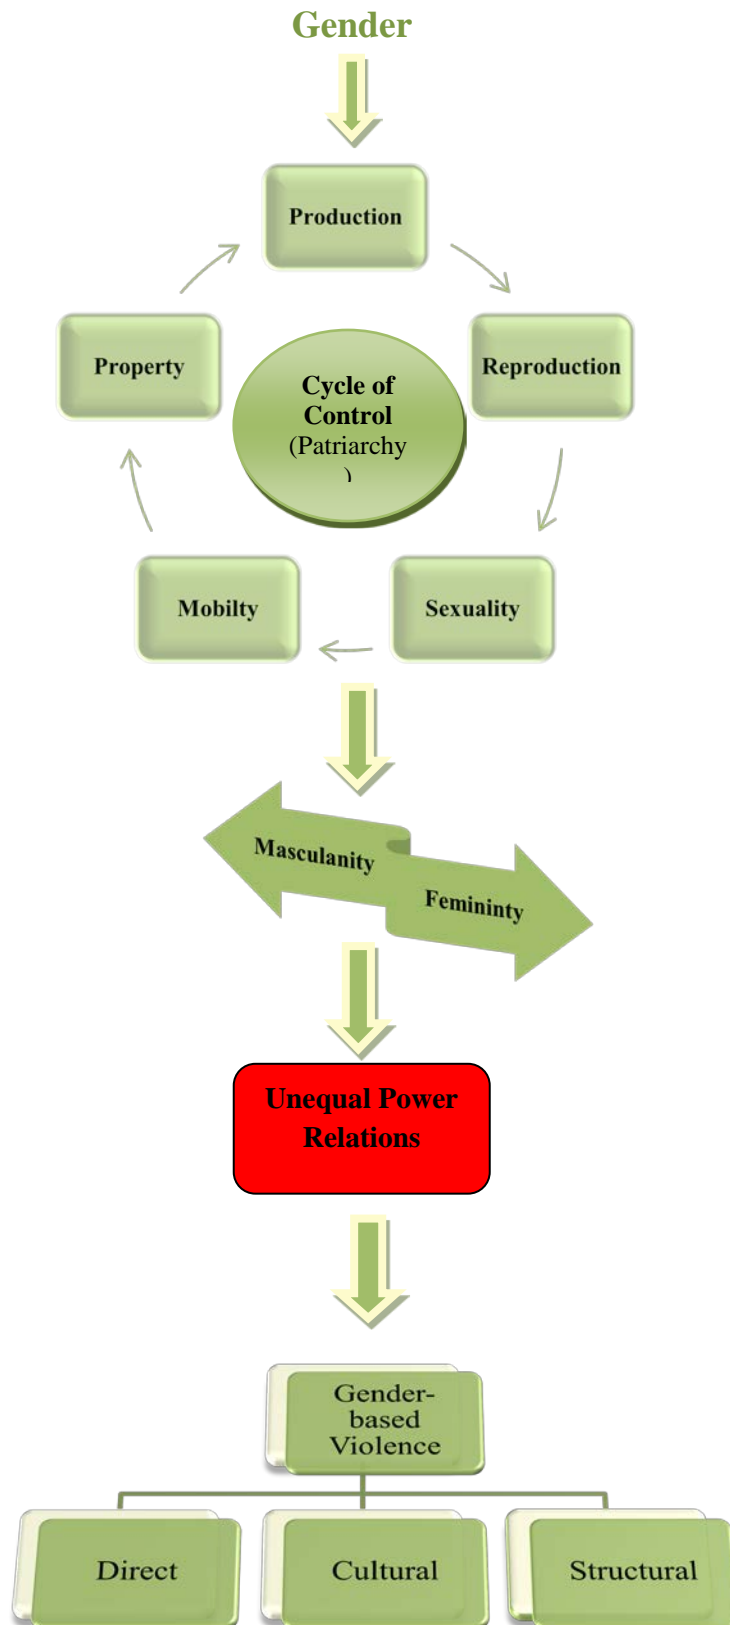 Gender
Production
Property
Reproduction
Cycle of
Control
(Patriarchy
)
Mobilty
Sexuality
Masculanity
Femininty
Unequal Power
Relations
Gender-
based
Violence
Direct
Cultural
Structural